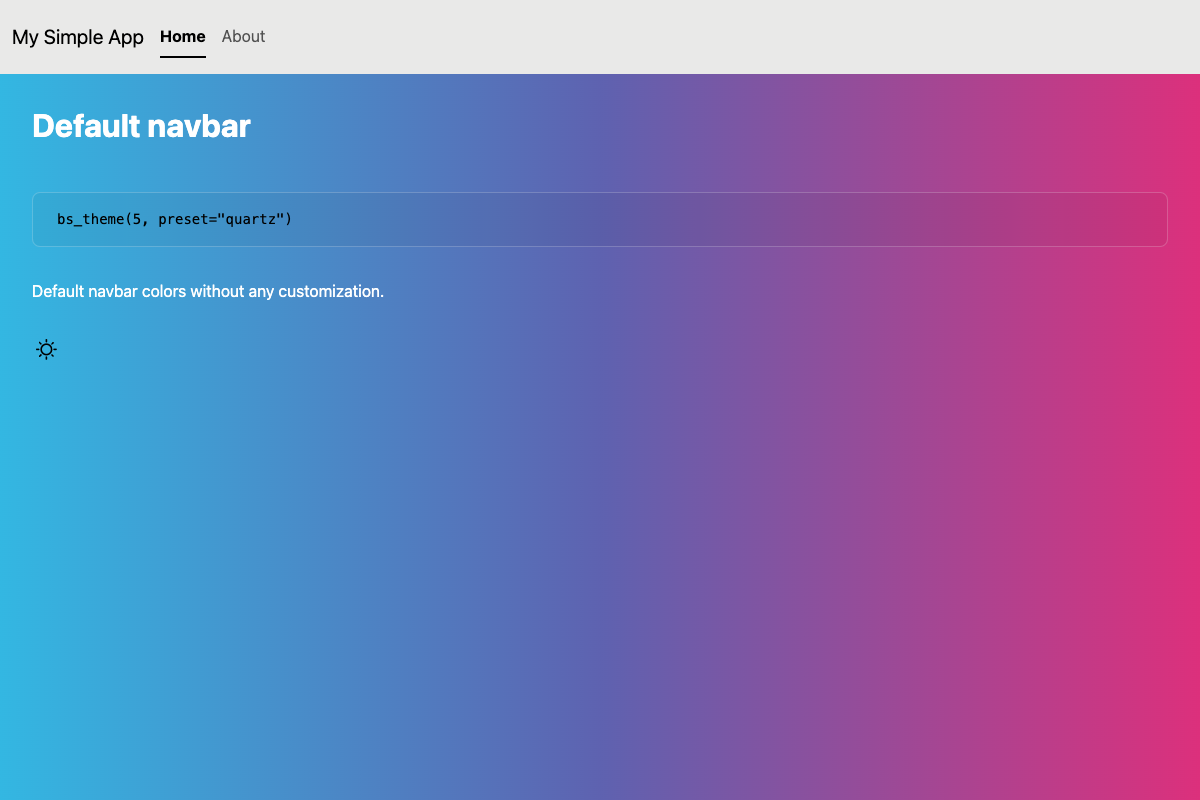 My Simple App Home About
Default navbar
bs_theme(5, preset="quartz")
Default navbar colors without any customization.